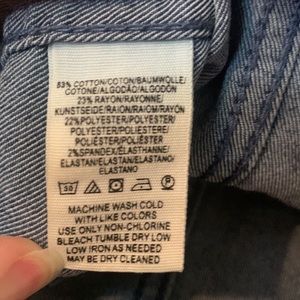 53% COTTON/COTON/BAUMWOLLE/
COTONE/ALGODÃO/ALGODON
23% RAYON/RAYONNE/
KUNSTSEIDE/RAION/RAIOM/RAYÓN
22%POLYESTER/POLYESTER/
POLYESTER/POLIESTERE/
POLIÉSTER/POLIÉSTER
2%SPANDEX/ÉLASTHANNE/
ELASTAN/ELASTAN/ELASTANO/
ELASTANO
30
MACHINE WASH COLD
WITH LIKE COLORS
USE ONLY NON-CHLORINE
BLEACH TUMBLE DRY LOW
LOW IRON AS NEEDED
MAY BE DRY CLEANED